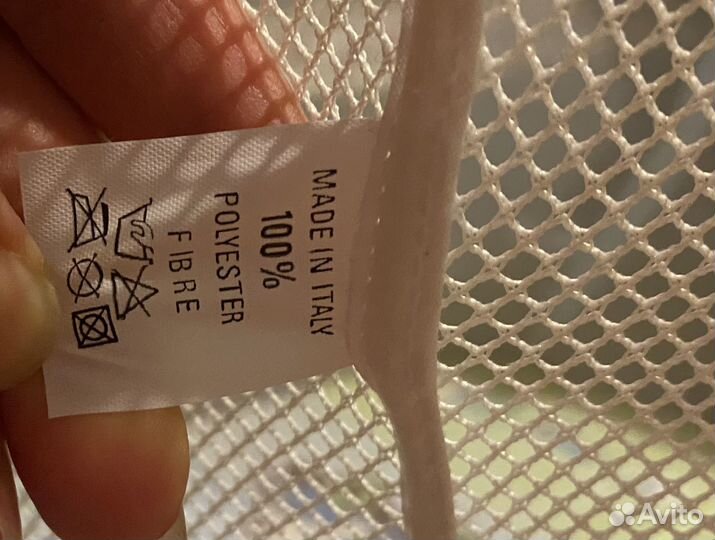 MADE IN ITALY
100%
POLYESTER
FIBRE
Avito